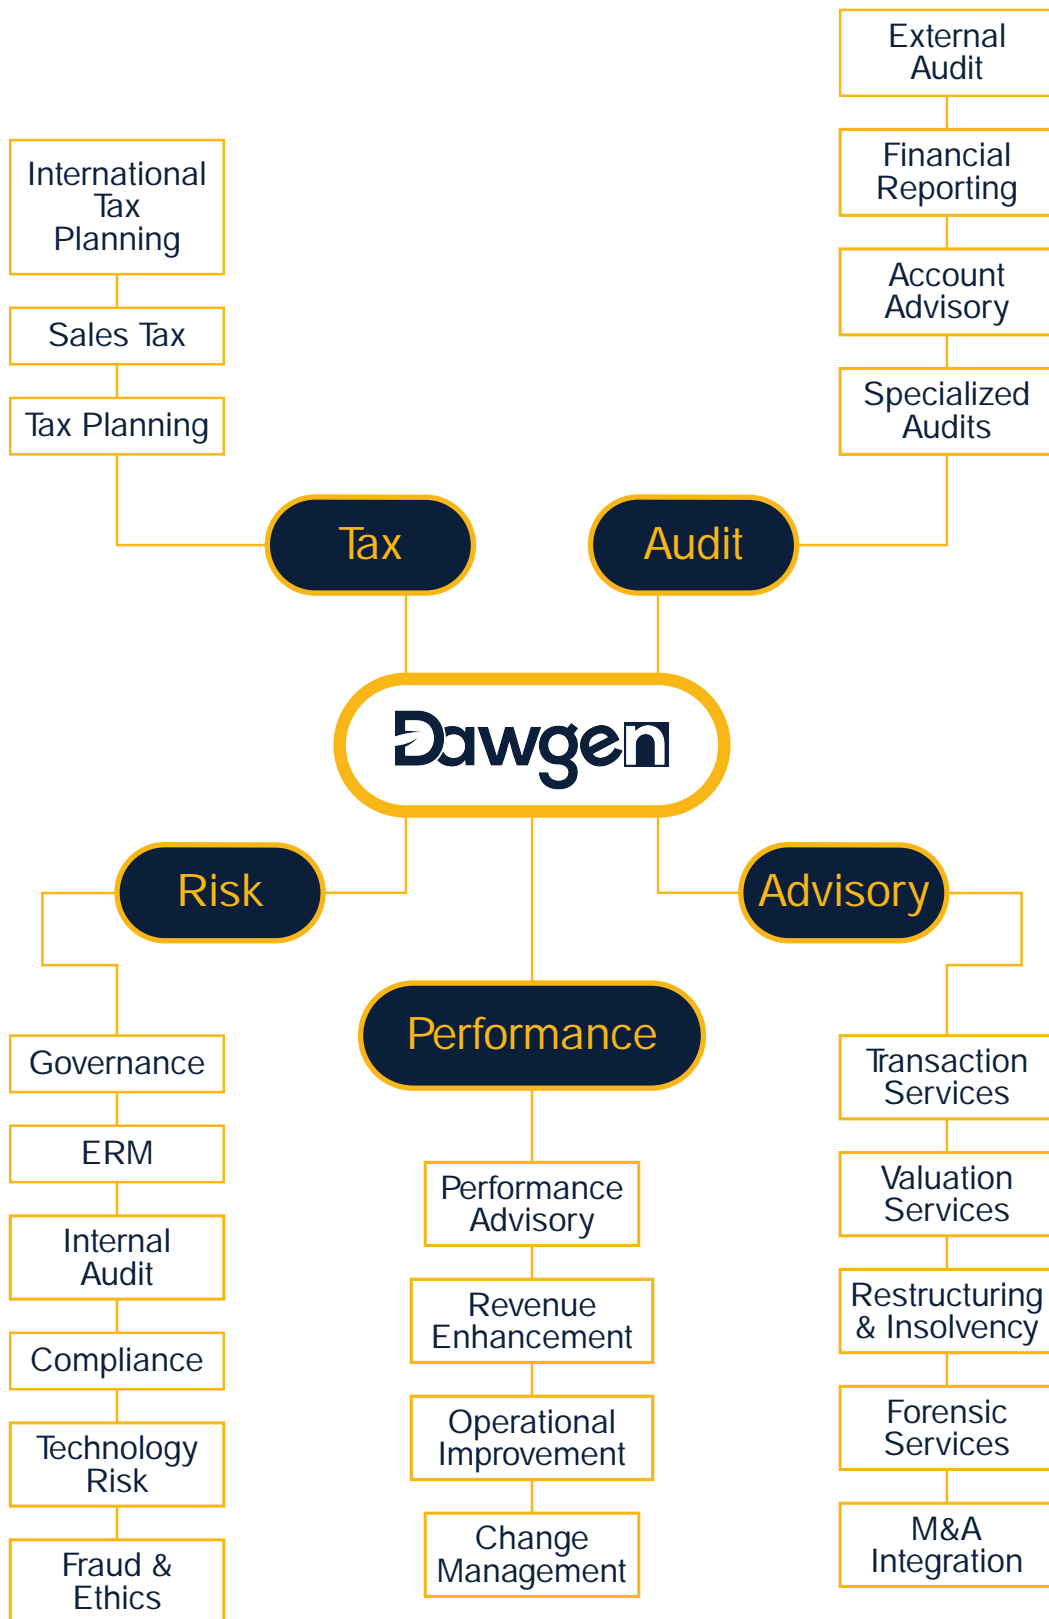 External
Audit
Financial
Reporting
Account
Advisory
Specialized
Audits
International
Tax
Planning
Sales Tax
Tax Planning
Tax
Audit
Dawgen
Risk
Advisory
Performance
Governance
ERM
Internal
Audit
Compliance
Technology
Risk
Fraud &
Ethics
Performance
Advisory
Revenue
Enhancement
Operational
Improvement
Change
Management
Transaction
Services
Valuation
Services
Restructuring
& Insolvency
Forensic
Services
M&A
Integration